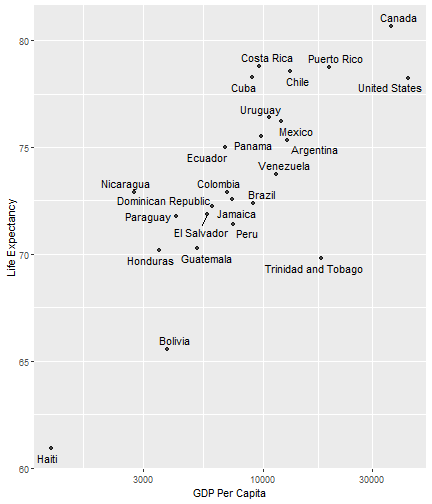 Canada
80
Costa Rica
Puerto Rico
Cuba
Chile
United States
Uruguay
Mexico
75
Panama
Argentina
Ecuador
Venezuela
Nicaragua
Colombia
Dominican Republic
Brazil
Paraguay
Jamaica
El Salvador
Peru
70
Honduras
Guatemala
Trinidad and Tobago
Life Expectancy
Bolivia
65
Haiti
60
3000
10000
30000
GDP Per Capita